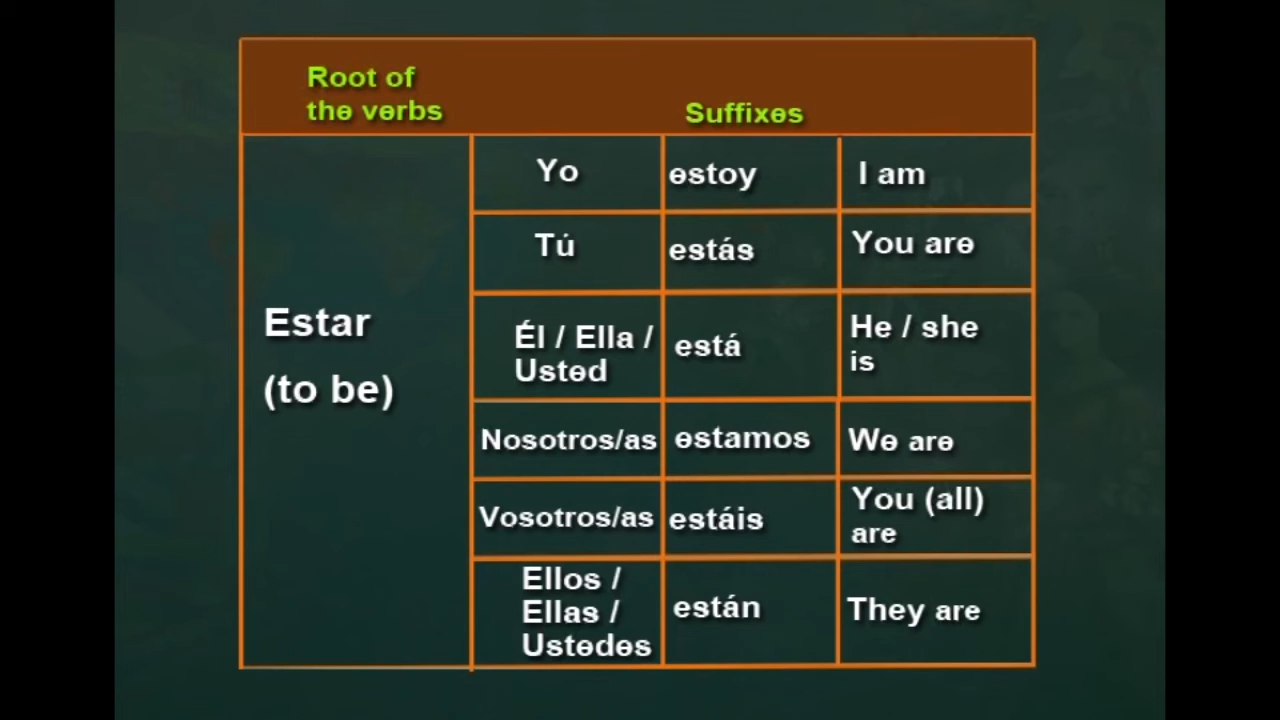 Root of
the verbs
Suffixes
Yo estoy I am
Tú estás You are
Estar
(to be)
Él / Ella /
Usted
está
He / she
is
Nosotros/as estamos We are
Vosotros/as estáis
You (all)
are
Ellos /
Ellas /
Ustedes
están
They are